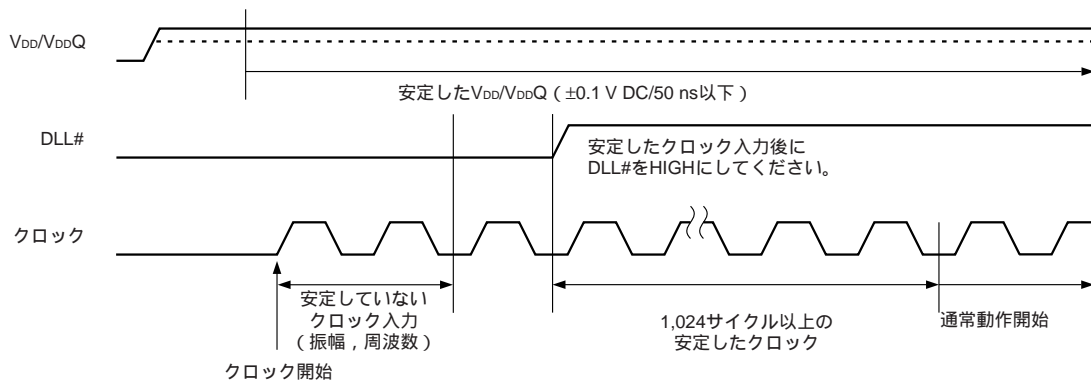 VDD/VDDQ
安定したVDD/VDDQ（±0.1 V DC/50 ns以下）
DLL#
安定したクロック入力後に
DLL#をHIGHにしてください。
クロック
安定していない
クロック入力
（振幅，周波数）
1,024サイクル以上の
安定したクロック
通常動作開始
クロック開始